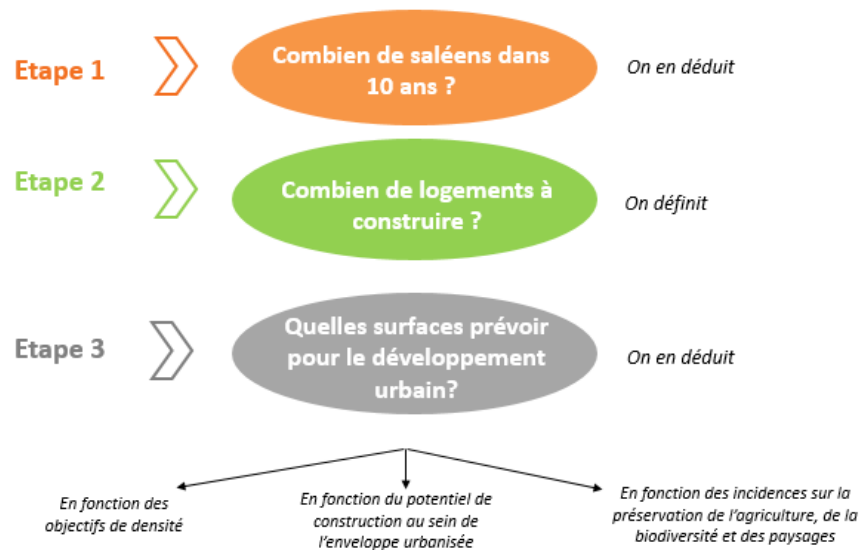 Etape 1
Combien de saléens dans
10 ans ?
On en déduit
Etape 2
Combien de logements à
construire ?
On définit
Etape 3
Quelles surfaces prévoir
pour le développement
urbain?
On en déduit
En fonction des
objectifs de densité
En fonction du potentiel de
construction au sein de
l'enveloppe urbanisée
En fonction des incidences sur la
préservation de l'agriculture, de la
biodiversité et des paysages